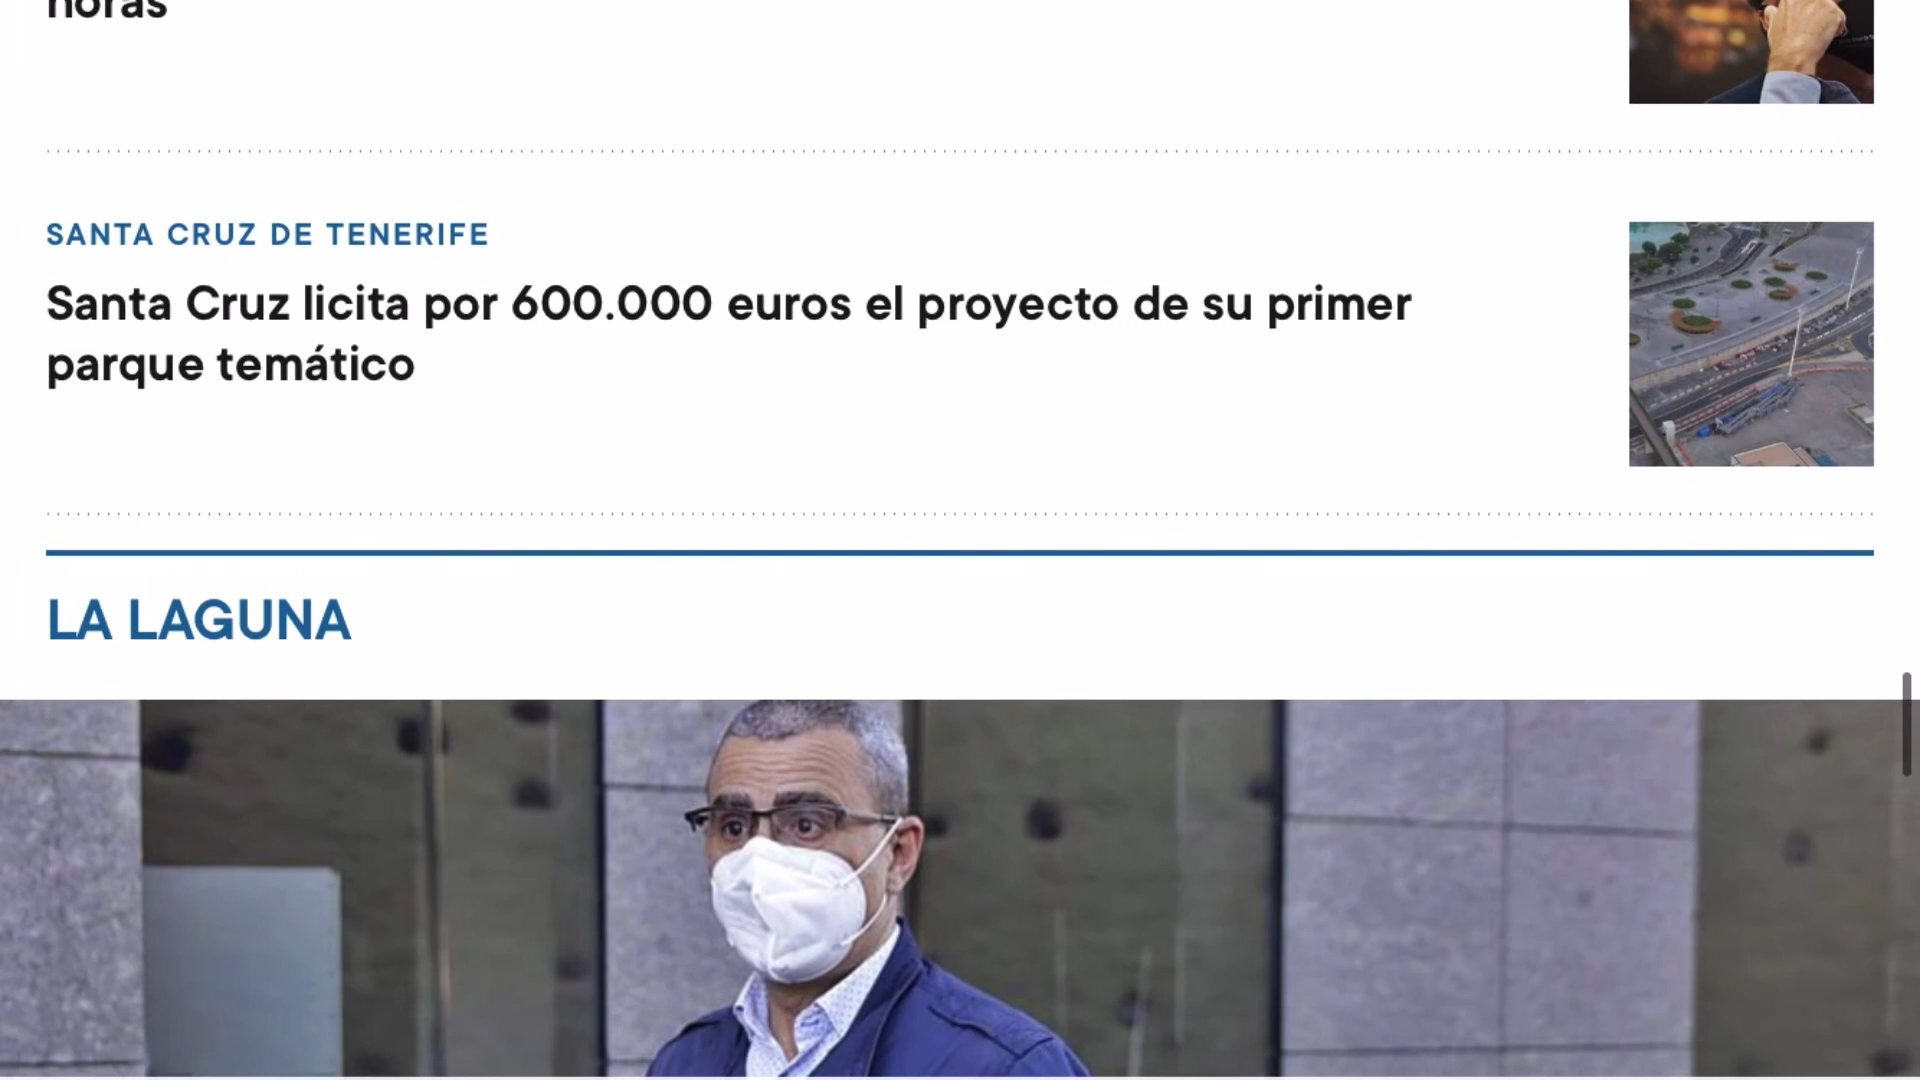 horas
SANTA CRUZ DE TENERIFE
Santa Cruz licita por 600.000 euros el proyecto de su primer
parque temático
LA LAGUNA